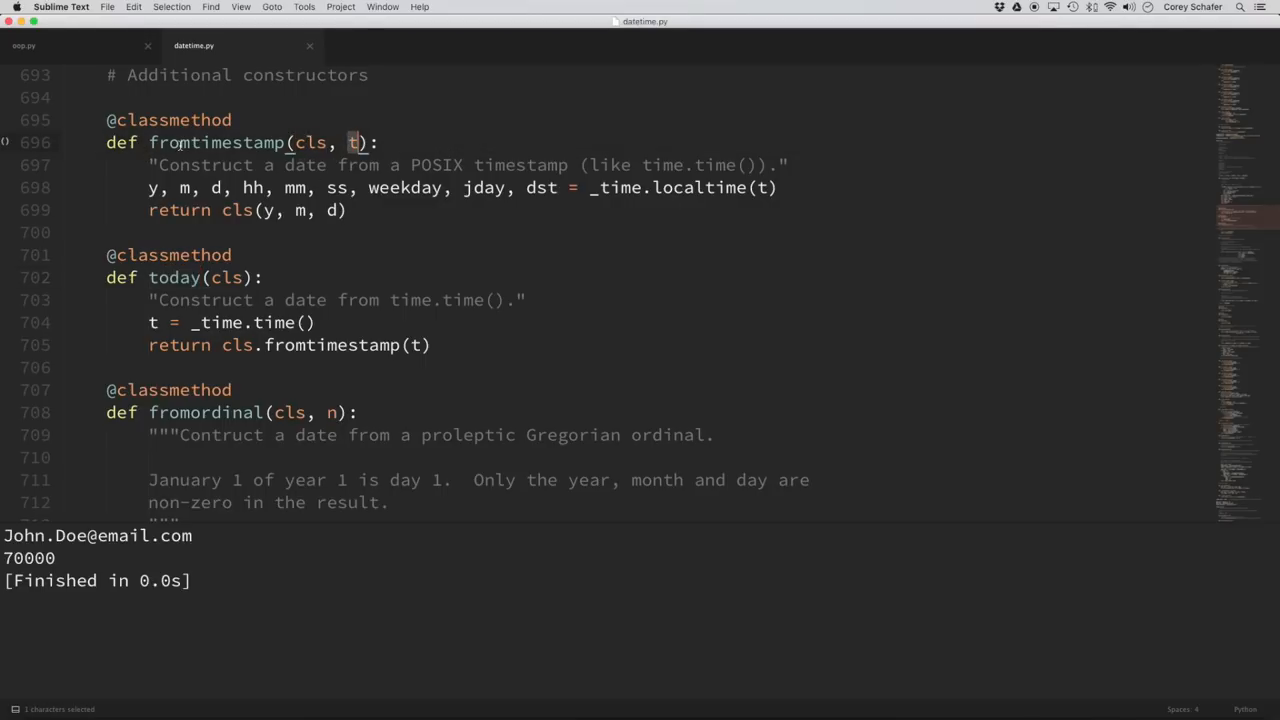 Sublime Text File Edit Selection Find View Goto Tools Project Window Help Corey Schafer
datetime.py
oop.py datetime.py
693 # Additional constructors
694
695 @classmethod
696 def fromtimestamp(cls, t):
697 "Construct a date from a POSIX timestamp (like time.time())."
698 y, m, d, hh, mm, ss, weekday, jday, dst = _time.localtime(t)
699 return cls(y, m, d)
700
701 @classmethod
702 def today(cls):
703 "Construct a date from time.time()."
704 t = _time.time()
705 return cls.fromtimestamp(t)
706
707 @classmethod
708 def fromordinal(cls, n):
709 """Contruct a date from a proleptic Gregorian ordinal.
710
711 January 1 of year 1 is day 1.  Only the year, month and day are
712 non-zero in the result.
"""
John.Doe@email.com
70000
[Finished in 0.0s]
1 characters selected Spaces: 4 Python